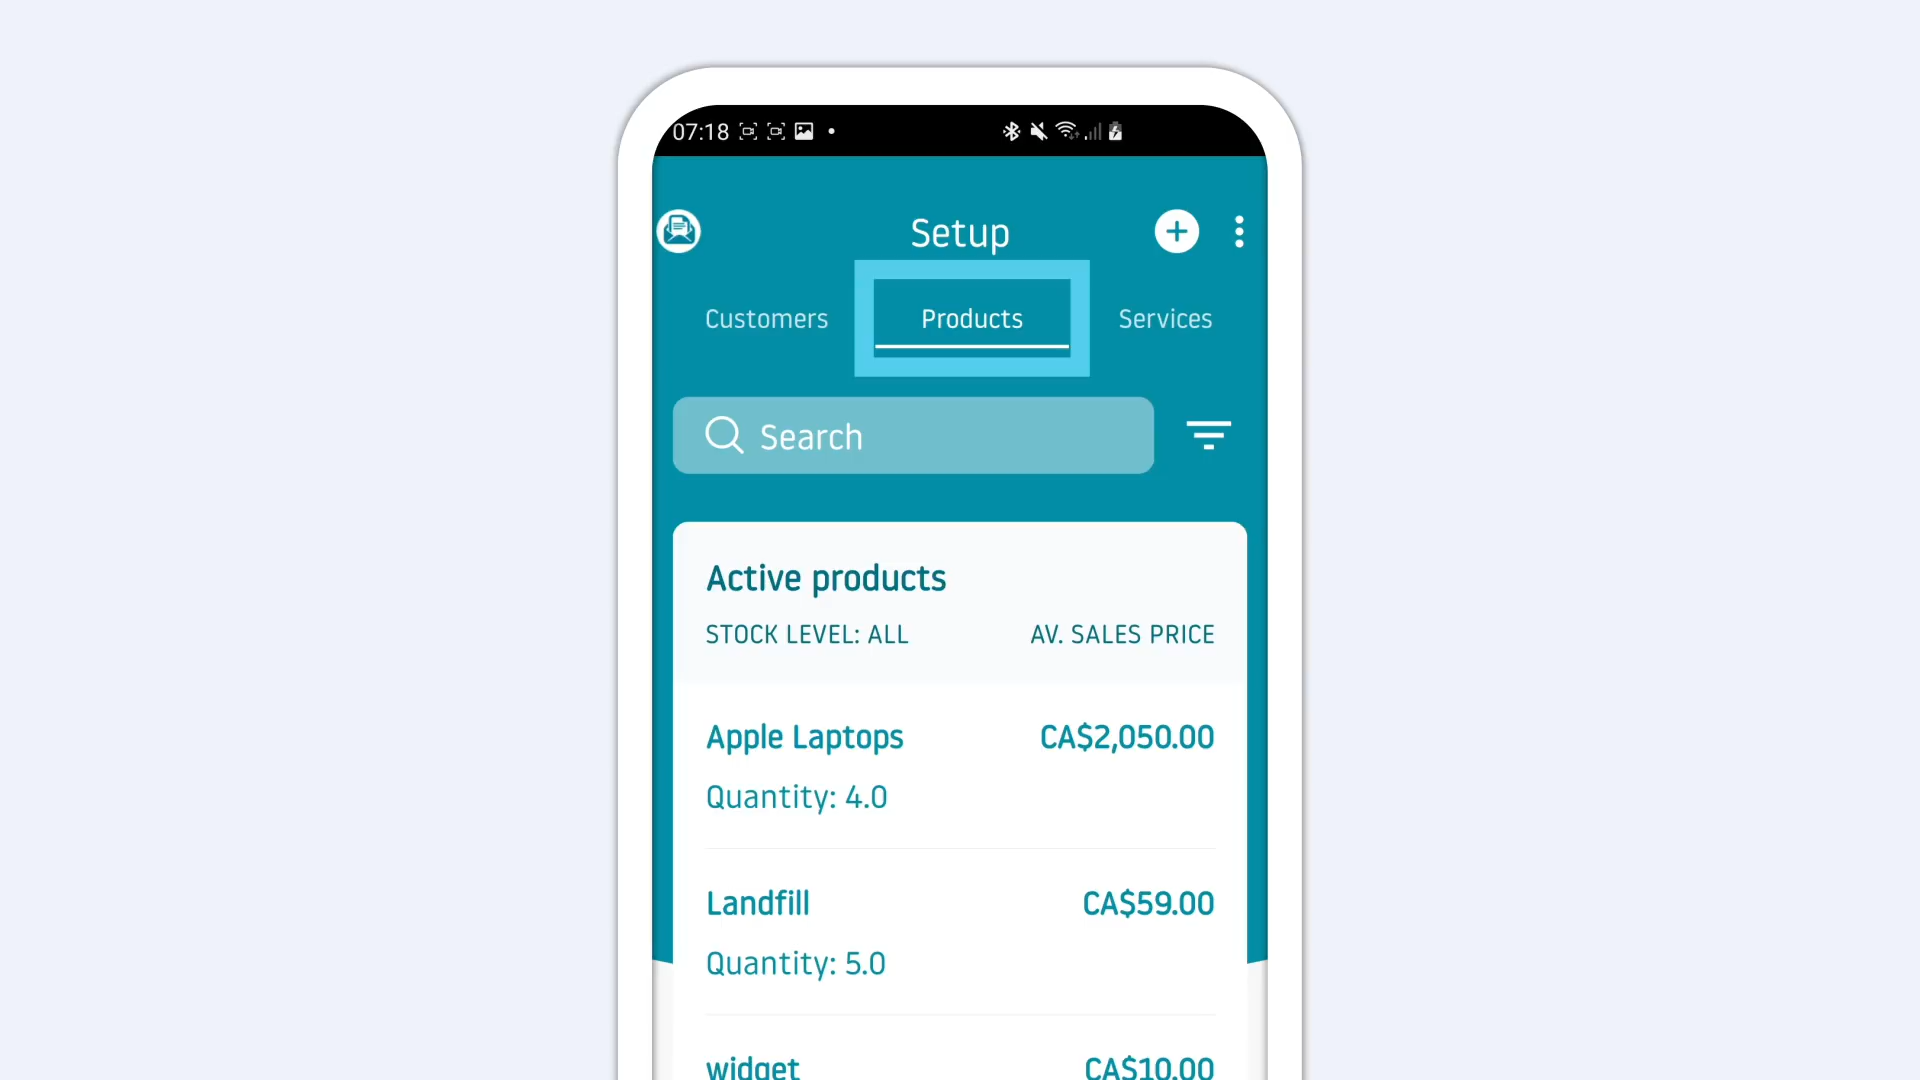 07:18
Setup
Customers Products Services
Search
Active products
STOCK LEVEL: ALL AV. SALES PRICE
Apple Laptops CA$2,050.00
Quantity: 4.0
Landfill CA$59.00
Quantity: 5.0
widget CA$10.00